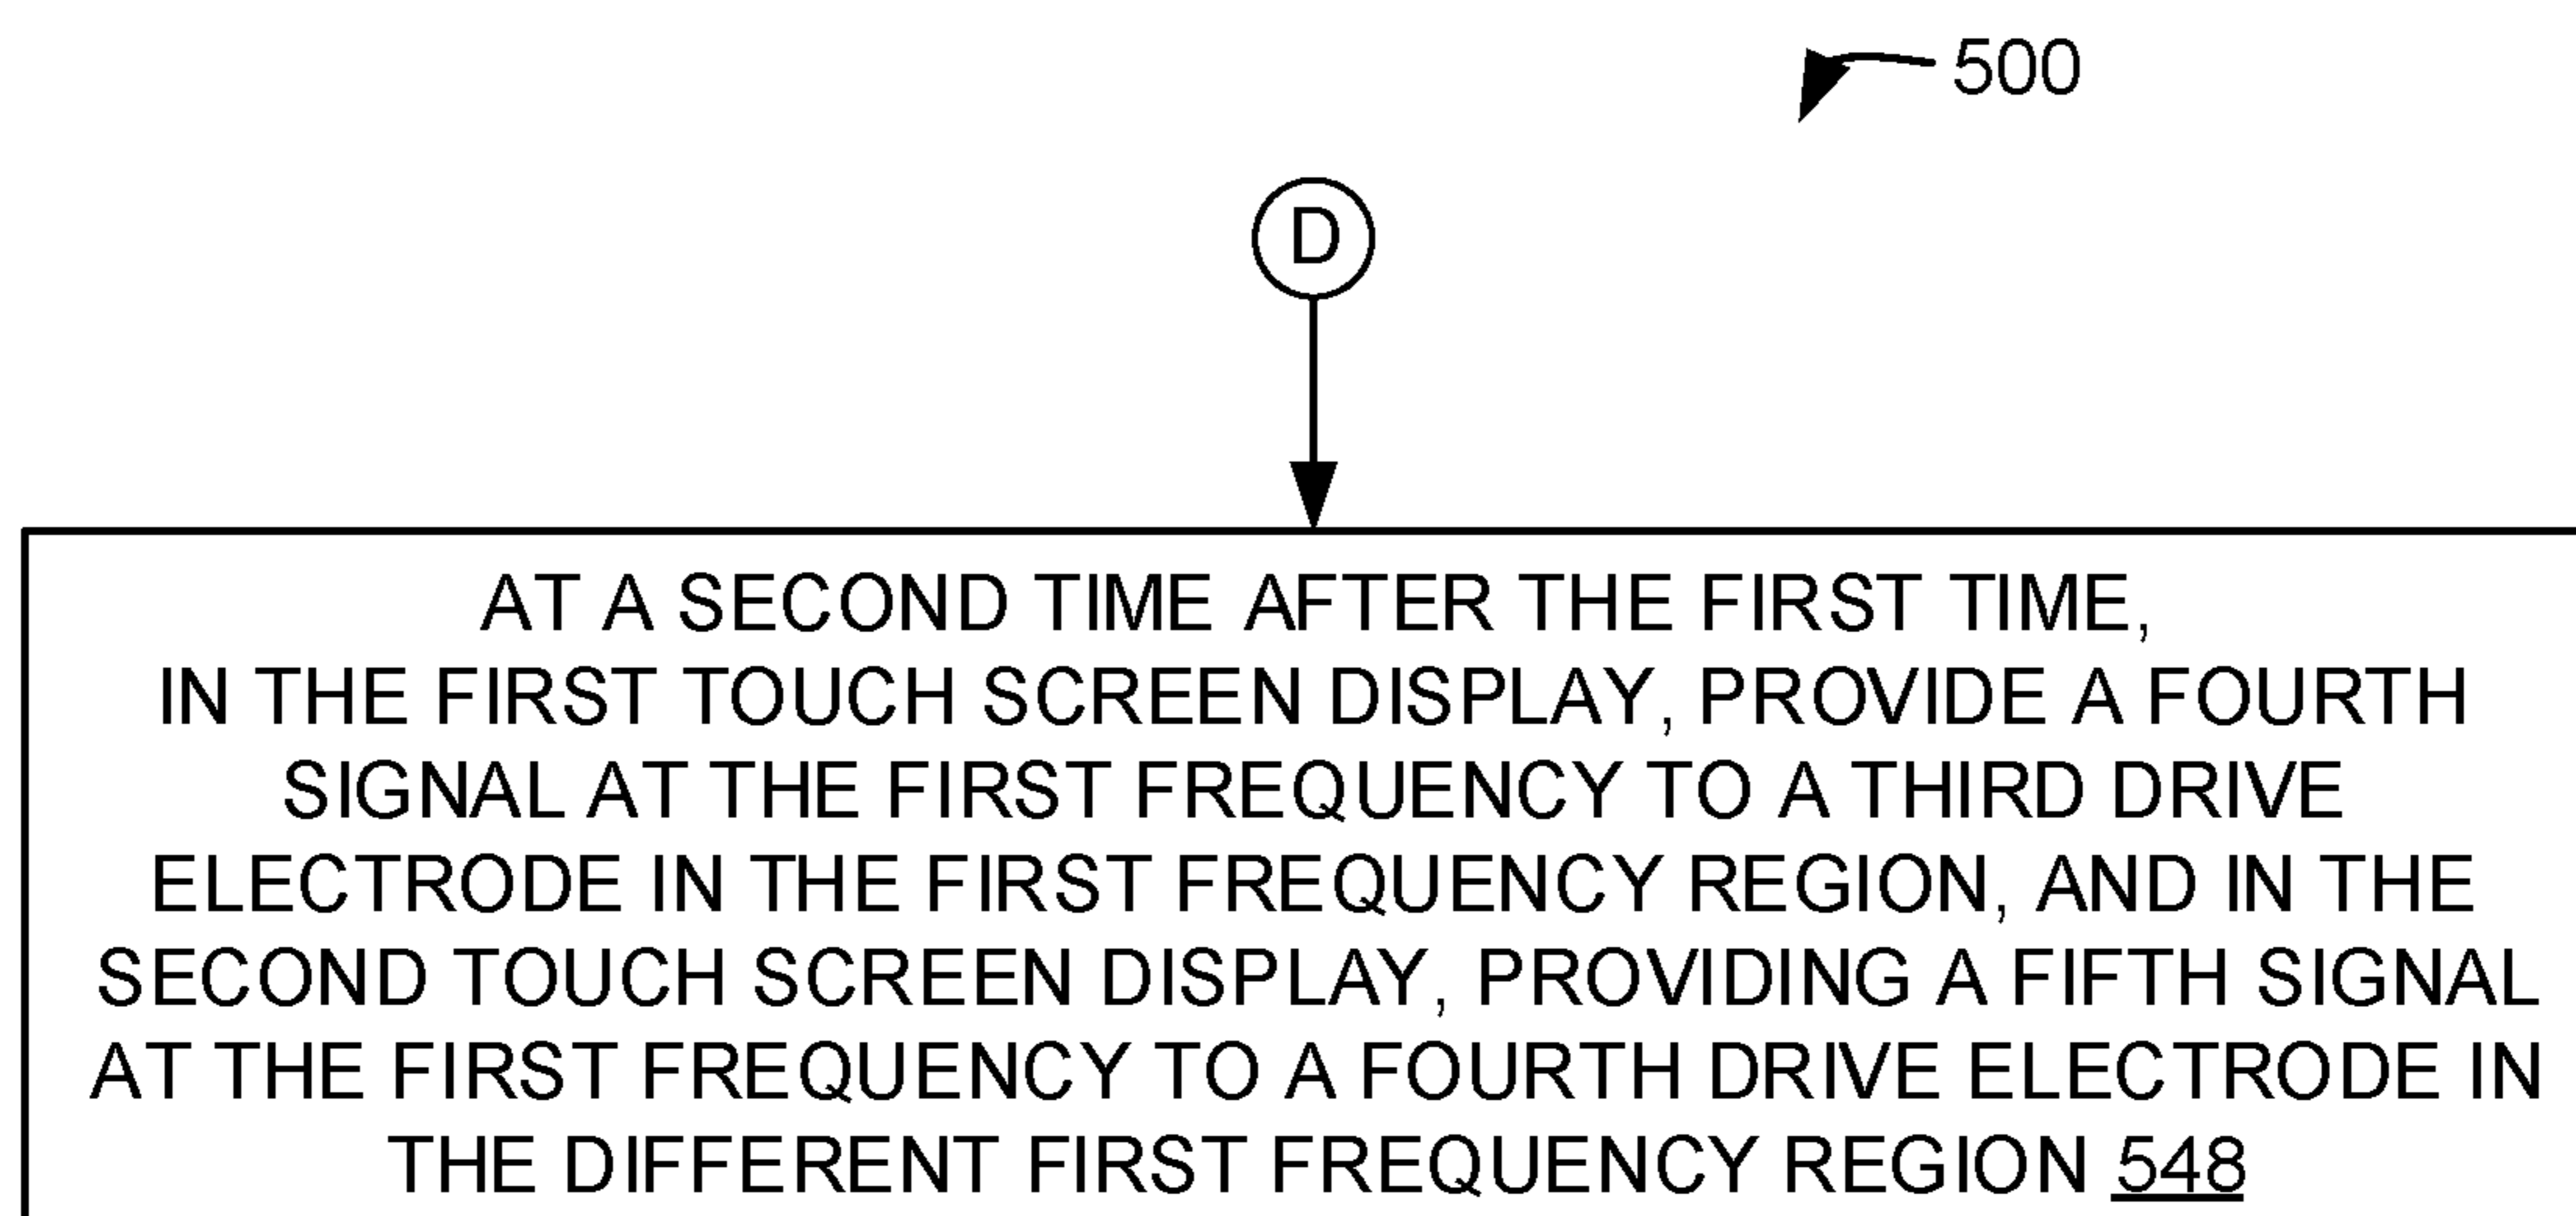 500
D
AT A SECOND TIME AFTER THE FIRST TIME,
IN THE FIRST TOUCH SCREEN DISPLAY, PROVIDE A FOURTH
SIGNAL AT THE FIRST FREQUENCY TO A THIRD DRIVE
ELECTRODE IN THE FIRST FREQUENCY REGION, AND IN THE
SECOND TOUCH SCREEN DISPLAY, PROVIDING A FIFTH SIGNAL
AT THE FIRST FREQUENCY TO A FOURTH DRIVE ELECTRODE IN
THE DIFFERENT FIRST FREQUENCY REGION 548